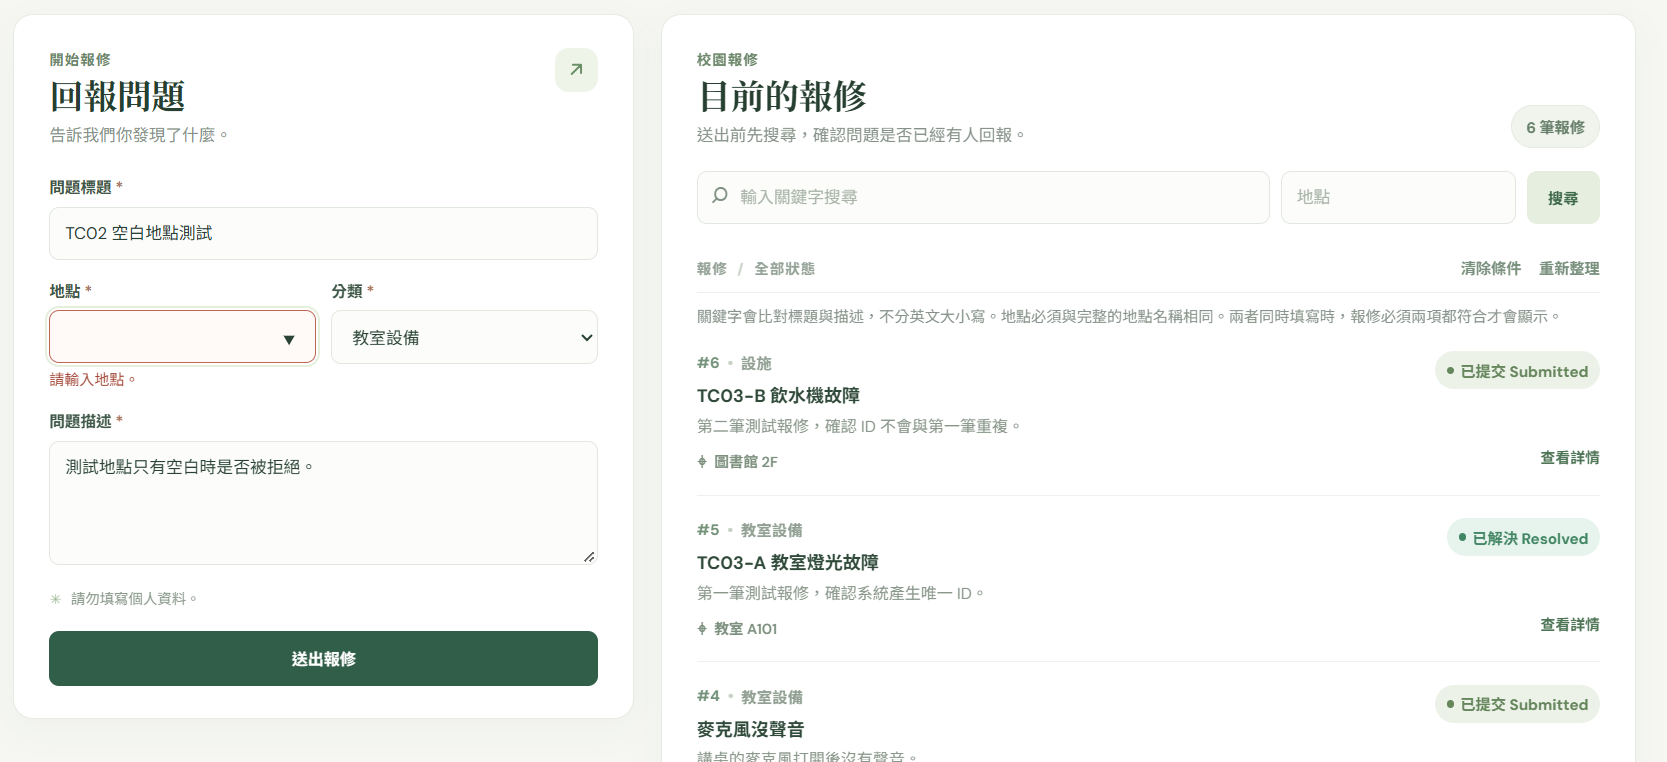 開始報修
回報問題
告訴我們你發現了什麼。
問題標題 *
TC02 空白地點測試
地點 *
分類 *
教室設備
請輸入地點。
問題描述 *
測試地點只有空白時是否被拒絕。
請勿填寫個人資料。
送出報修
校園報修
目前的報修
送出前先搜尋，確認問題是否已經有人回報。
6 筆報修
輸入關鍵字搜尋
地點
搜尋
報修 / 全部狀態
清除條件 重新整理
關鍵字會比對標題與描述，不分英文大小寫。地點必須與完整的地點名稱相同。兩者同時填寫時，報修必須兩項都符合才會顯示。
#6 • 設施
已提交 Submitted
TC03-B 飲水機故障
第二筆測試報修，確認 ID 不會與第一筆重複。
圖書館 2F
查看詳情
#5 • 教室設備
已解決 Resolved
TC03-A 教室燈光故障
第一筆測試報修，確認系統產生唯一 ID。
教室 A101
查看詳情
#4 • 教室設備
已提交 Submitted
麥克風沒聲音
講桌的麥克風打開後沒有聲音。